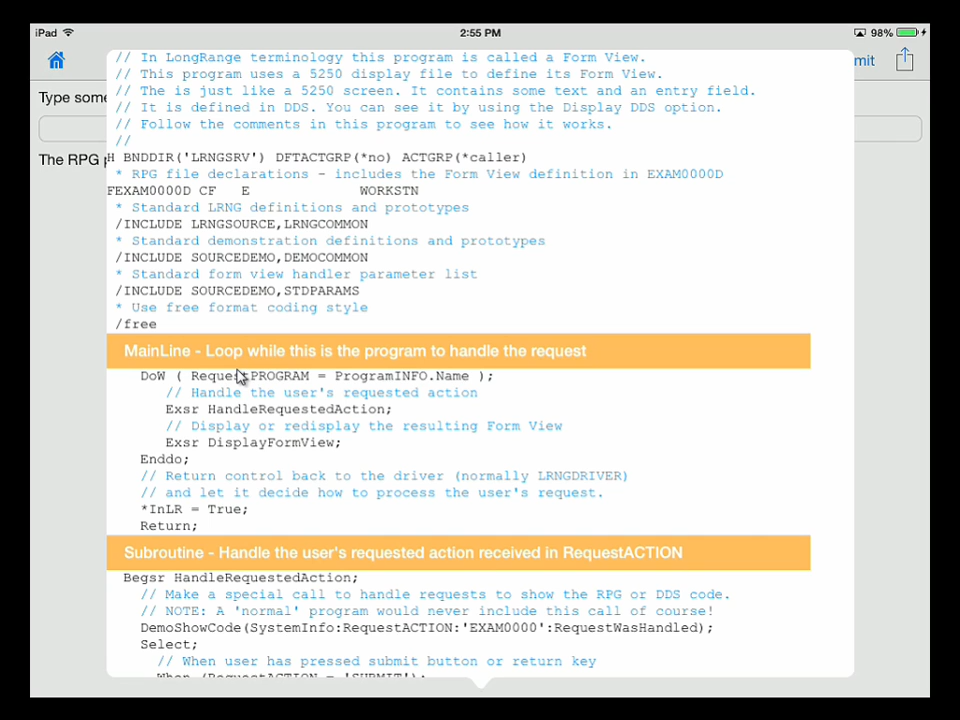 iPad 2:55 PM 98%
// In LongRange terminology this program is called a Form View.
mit
// This program uses a 5250 display file to define its Form View.
// The is just like a 5250 screen. It contains some text and an entry field.
Type some
// It is defined in DDS. You can see it by using the Display DDS option.
// Follow the comments in this program to see how it works.
//
The RPG p
H BNDDIR('LRNGSRV') DFTACTGRP(*no) ACTGRP(*caller)
* RPG file declarations - includes the Form View definition in EXAM0000D
FEXAM0000D CF   E             WORKSTN
* Standard LRNG definitions and prototypes
/INCLUDE LRNGSOURCE,LRNGCOMMON
* Standard demonstration definitions and prototypes
/INCLUDE SOURCEDEMO,DEMOCOMMON
* Standard form view handler parameter list
/INCLUDE SOURCEDEMO,STDPARAMS
* Use free format coding style
/free
MainLine - Loop while this is the program to handle the request
DoW ( RequestPROGRAM = ProgramINFO.Name );
// Handle the user's requested action
Exsr HandleRequestedAction;
// Display or redisplay the resulting Form View
Exsr DisplayFormView;
Enddo;
// Return control back to the driver (normally LRNGDRIVER)
// and let it decide how to process the user's request.
*InLR = True;
Return;
Subroutine - Handle the user's requested action received in RequestACTION
Begsr HandleRequestedAction;
// Make a special call to handle requests to show the RPG or DDS code.
// NOTE: A 'normal' program would never include this call of course!
DemoShowCode(SystemInfo:RequestACTION:'EXAM0000':RequestWasHandled);
Select;
// When user has pressed submit button or return key
When (RequestACTION = 'SUBMIT');